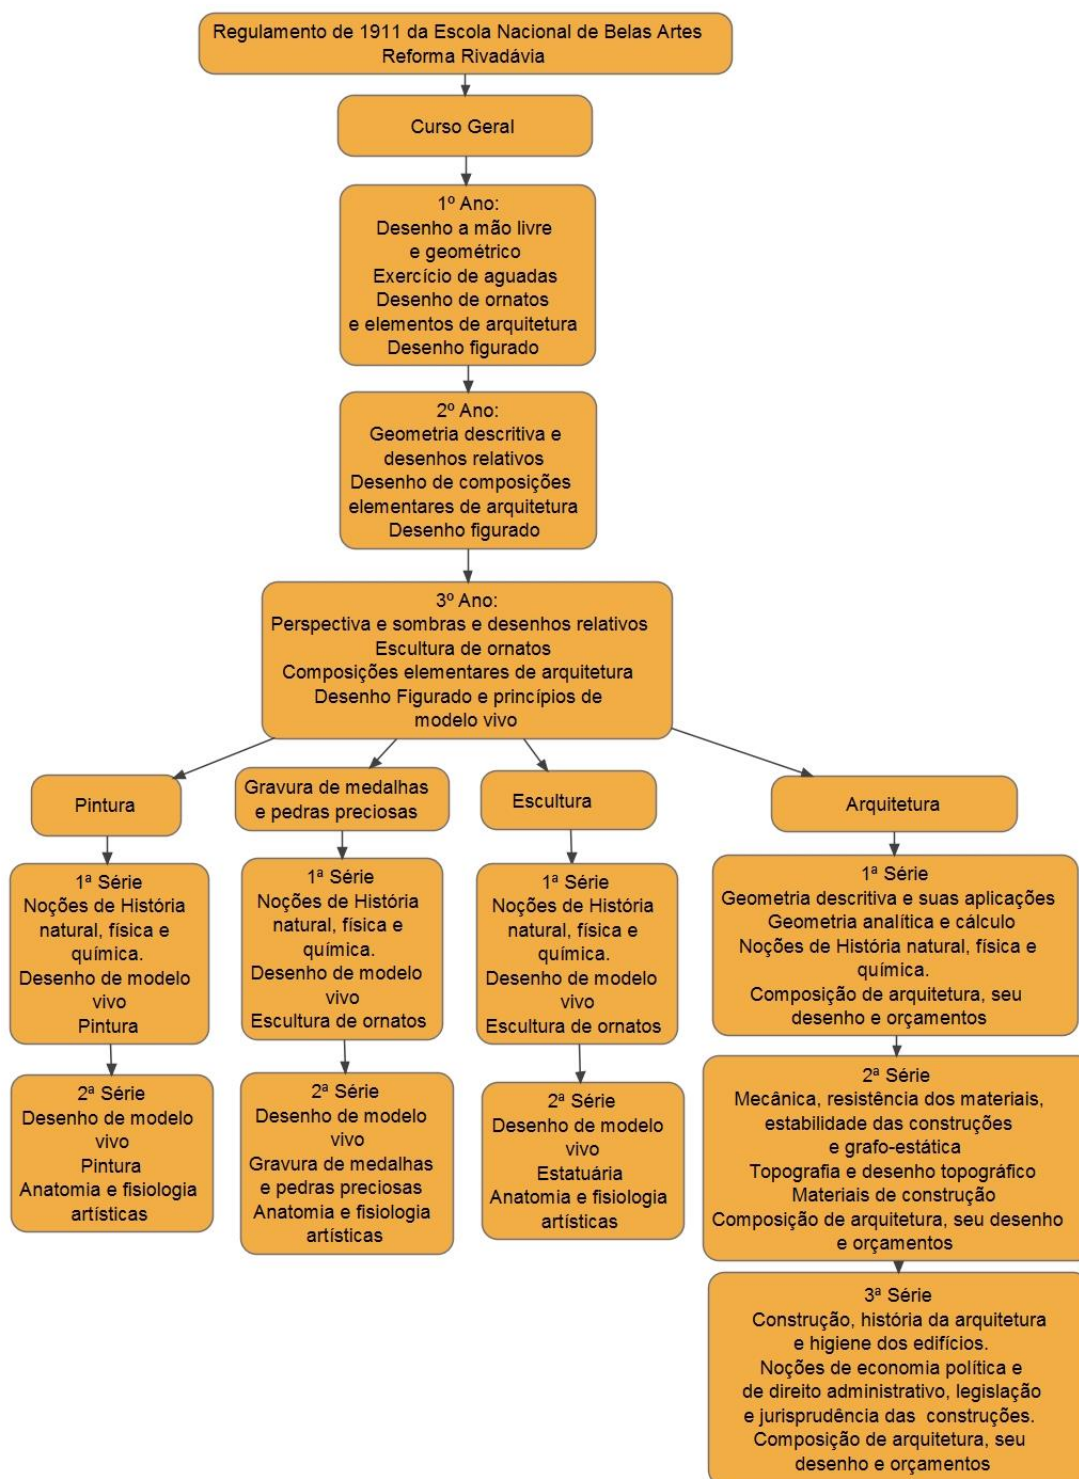 Regulamento de 1911 da Escola Nacional de Belas Artes
Reforma Rivadávia
Curso Geral
1º Ano:
Desenho a mão livre
e geométrico
Exercício de aguadas
Desenho de ornatos
e elementos de arquitetura
Desenho figurado
2º Ano:
Geometria descritiva e
desenhos relativos
Desenho de composições
elementares de arquitetura
Desenho figurado
3º Ano:
Perspectiva e sombras e desenhos relativos
Escultura de ornatos
Composições elementares de arquitetura
Desenho Figurado e princípios de
modelo vivo
Pintura
1ª Série
Noções de História
natural, física e
química.
Desenho de modelo
vivo
Pintura
2ª Série
Desenho de modelo
vivo
Pintura
Anatomia e fisiologia
artísticas
Gravura de medalhas
e pedras preciosas
1ª Série
Noções de História
natural, física e
química.
Desenho de modelo
vivo
Escultura de ornatos
2ª Série
Desenho de modelo
vivo
Gravura de medalhas
e pedras preciosas
Anatomia e fisiologia
artísticas
Escultura
1ª Série
Noções de História
natural, física e
química.
Desenho de modelo
vivo
Escultura de ornatos
2ª Série
Desenho de modelo
vivo
Estatuária
Anatomia e fisiologia
artísticas
Arquitetura
1ª Série
Geometria descritiva e suas aplicações
Geometria analítica e cálculo
Noções de História natural, física e
química.
Composição de arquitetura, seu
desenho e orçamentos
2ª Série
Mecânica, resistência dos materiais,
estabilidade das construções
e grafo-estática
Topografia e desenho topográfico
Materiais de construção
Composição de arquitetura, seu desenho
e orçamentos
3ª Série
Construção, história da arquitetura
e higiene dos edifícios.
Noções de economia política e
de direito administrativo, legislação
e jurisprudência das construções.
Composição de arquitetura, seu
desenho e orçamentos